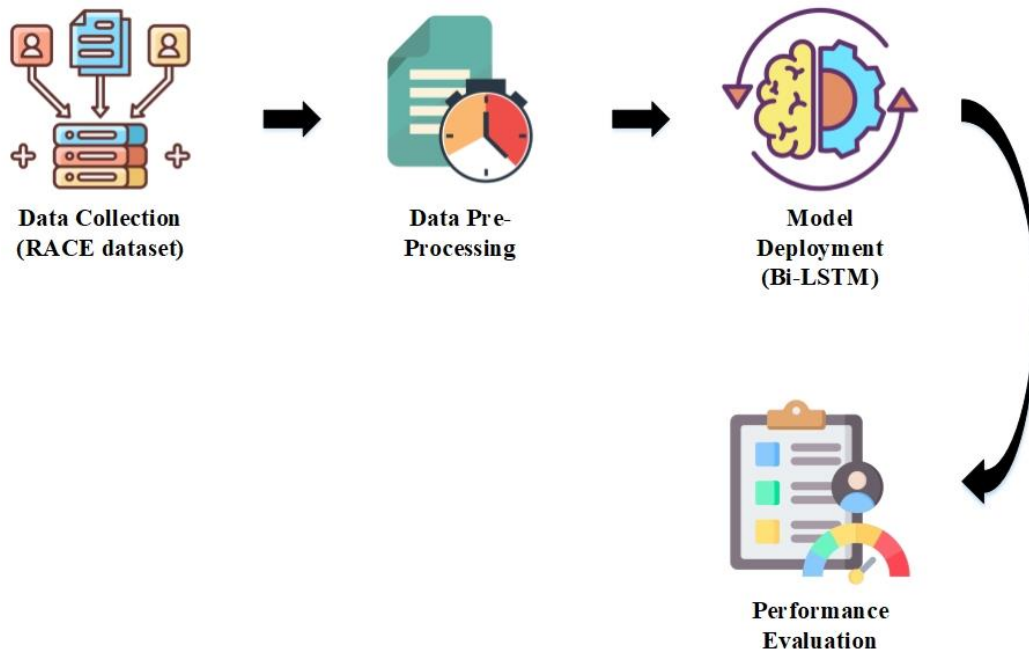 Data Collection
(RACE dataset)
Data Pre-
Processing
Model
Deployment
(Bi-LSTM)
Performance
Evaluation